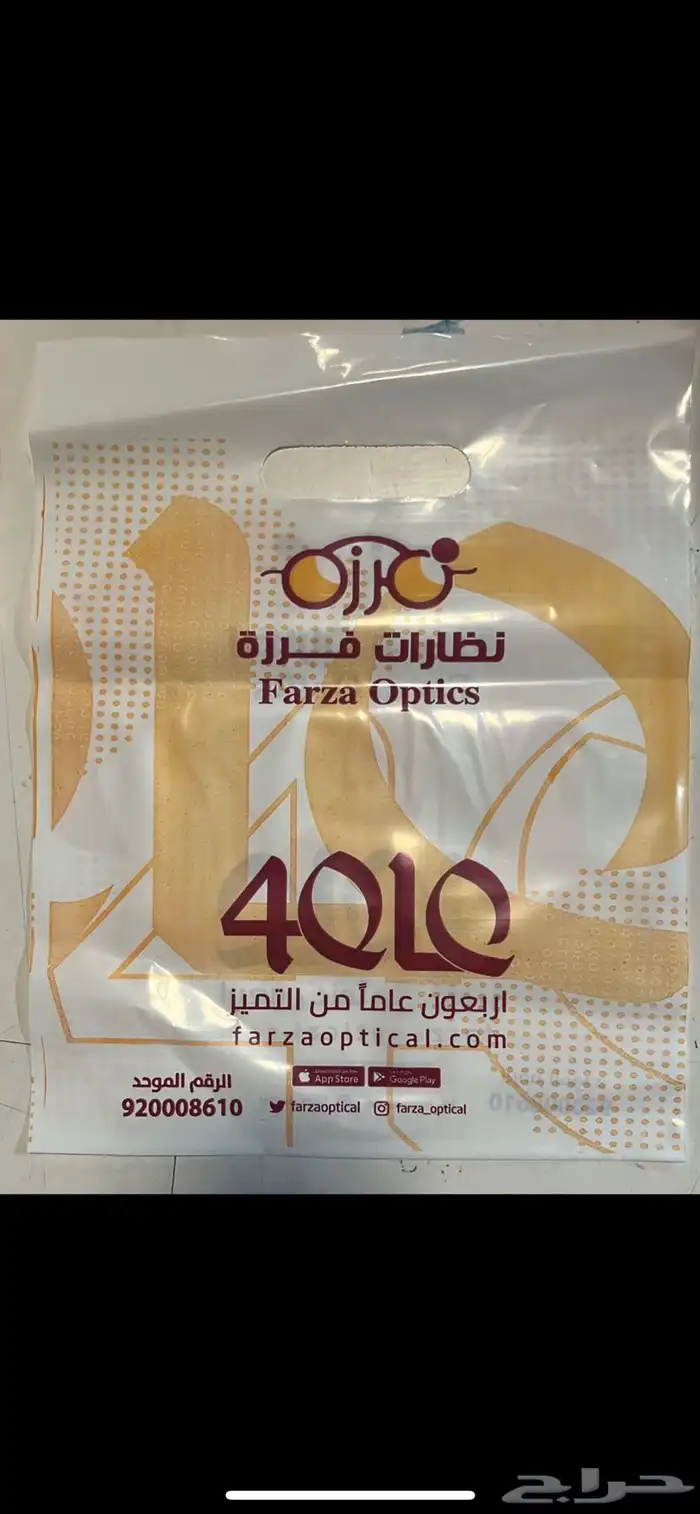 فرزة
نظارات فرزة
Farza Optics
40عاماً
اربعون عاماً من التميز
farzaoptical.com
App Store
Google Play
الرقم الموحد
920008610
farzaoptical
farza_optical
حراج